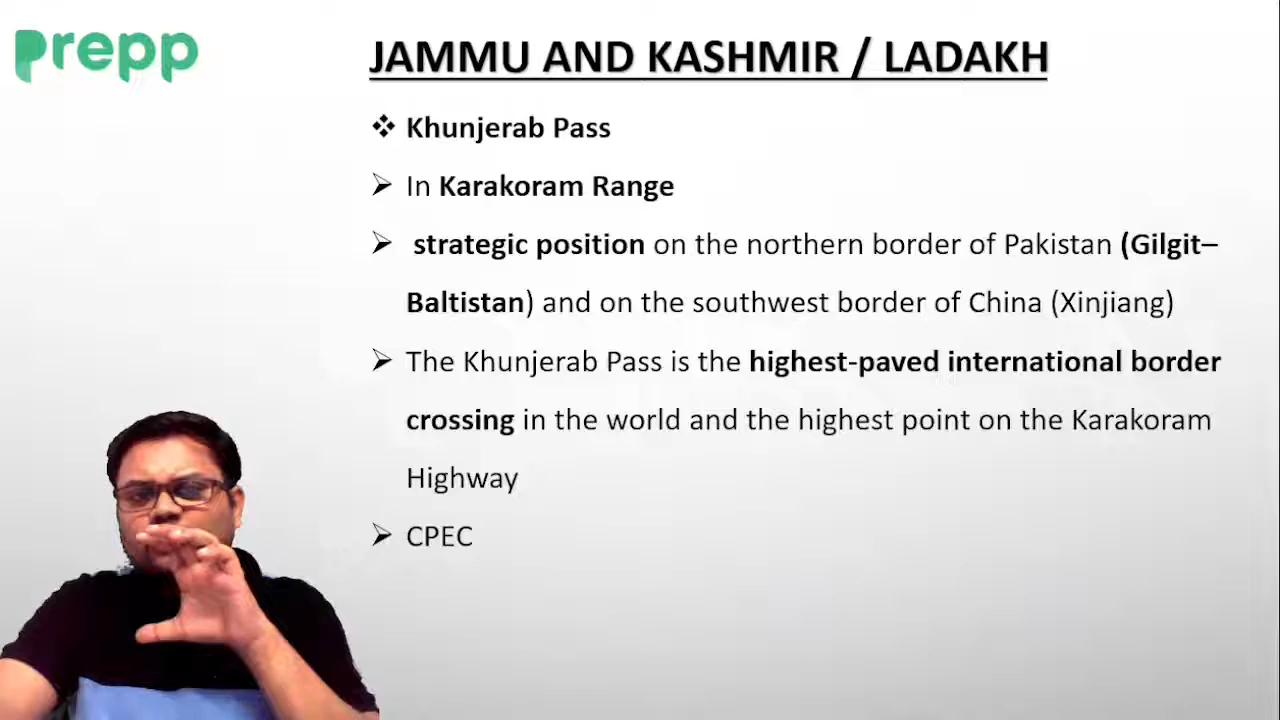 prepp
JAMMU AND KASHMIR / LADAKH
❖ Khunjerab Pass
➢ In Karakoram Range
➢ strategic position on the northern border of Pakistan (Gilgit–
Baltistan) and on the southwest border of China (Xinjiang)
➢ The Khunjerab Pass is the highest-paved international border
crossing in the world and the highest point on the Karakoram
Highway
➢ CPEC